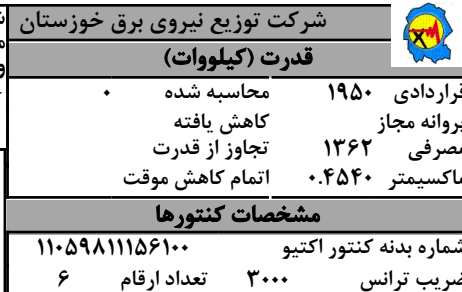 شرکت توزیع نیروی برق خوزستان
قدرت (کیلووات)
قراردادی ۱۹۵۰ محاسبه شده ۰
پروانه مجاز کاهش یافته
مصرفی ۱۳۶۲ تجاوز از قدرت
ماکسیمتر ۰.۴۵۴۰ اتمام کاهش موقت
مشخصات کنتورها
شماره بدنه کنتور اکتیو ۱۱۰۵۹۸۱۱۱۵۶۱۰۰
ضریب ترانس ۳۰۰۰ تعداد ارقام ۶